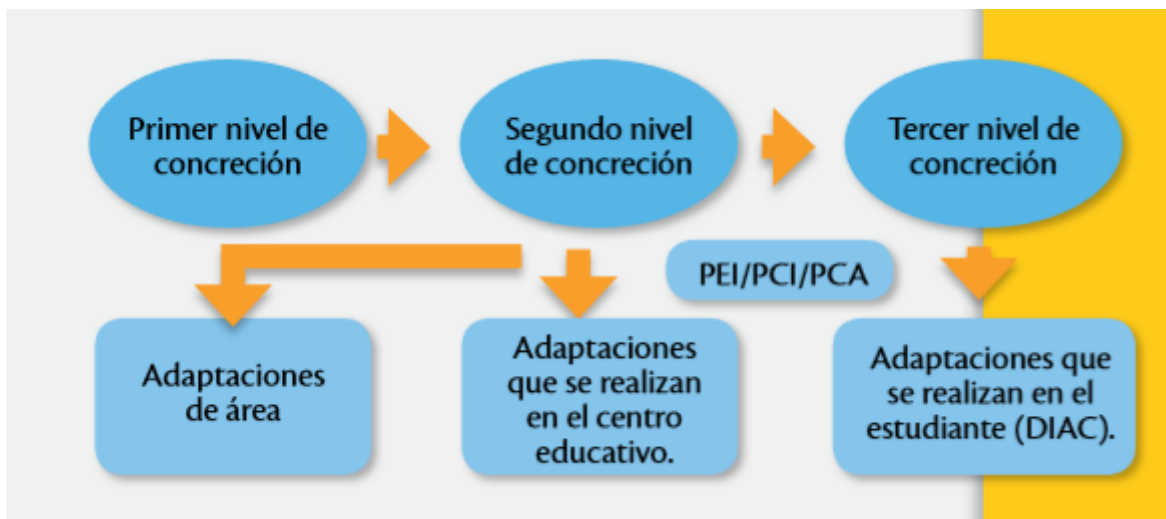 Primer nivel de
concreción
Segundo nivel
de concreción
Tercer nivel de
concreción
PEI/PCI/PCA
Adaptaciones
de área
Adaptaciones
que se realizan
en el centro
educativo.
Adaptaciones que
se realizan en el
estudiante (DIAC).